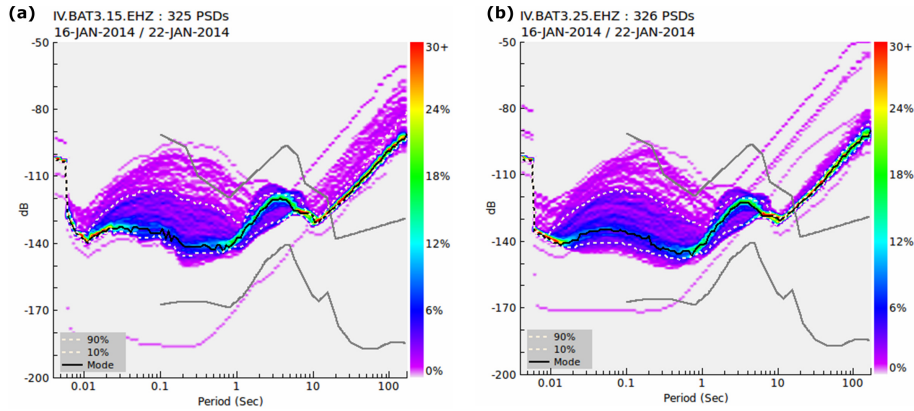 (a) IV.BAT3.15.EHZ : 325 PSDs
16-JAN-2014 / 22-JAN-2014
-50
-80
-110
-140
-170
-200
dB
0.01 0.1 1 10 100
Period (Sec)
90%
10%
Mode
30+
24%
18%
12%
6%
0%
(b) IV.BAT3.25.EHZ : 326 PSDs
16-JAN-2014 / 22-JAN-2014
-50
-80
-110
-140
-170
-200
dB
0.01 0.1 1 10 100
Period (Sec)
90%
10%
Mode
30+
24%
18%
12%
6%
0%